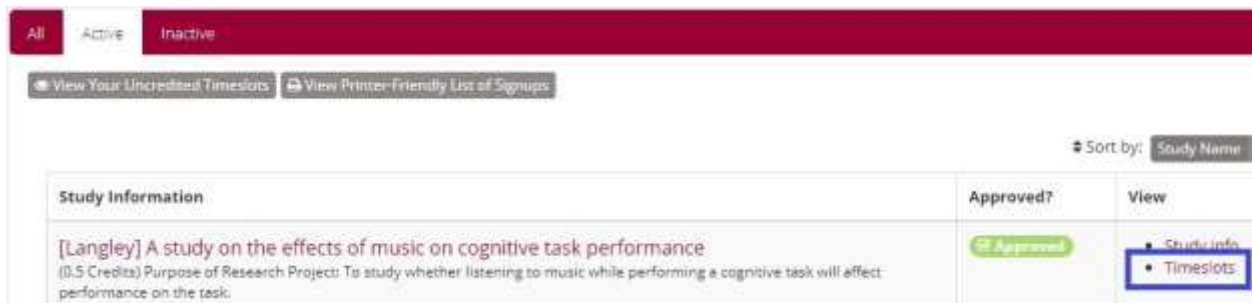 All Active Inactive
View Your Uncredited Timeslots View Printer-Friendly List of Signups
Sort by: Study Name
Study Information Approved? View
[Langley] A study on the effects of music on cognitive task performance Approved Study Info
(0.5 Credits) Purpose of Research Project: To study whether listening to music while performing a cognitive task will affect Timeslots
performance on the task.